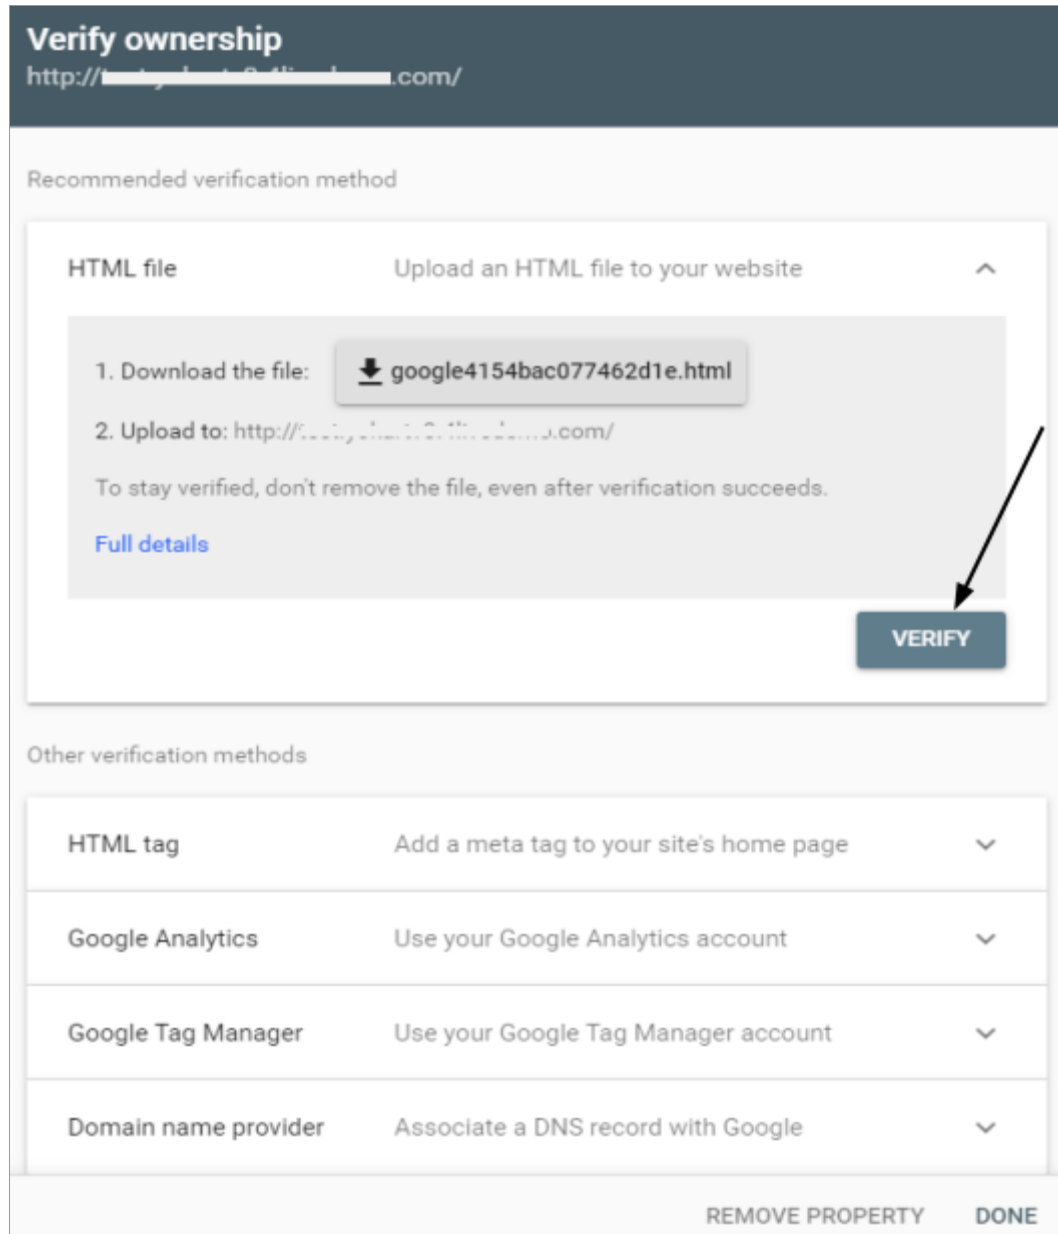 Verify ownership
http://.com/
Recommended verification method
HTML file Upload an HTML file to your website
1. Download the file: google4154bac077462d1e.html
2. Upload to: http://.com/
To stay verified, don't remove the file, even after verification succeeds.
Full details
VERIFY
Other verification methods
HTML tag Add a meta tag to your site's home page
Google Analytics Use your Google Analytics account
Google Tag Manager Use your Google Tag Manager account
Domain name provider Associate a DNS record with Google
REMOVE PROPERTY DONE